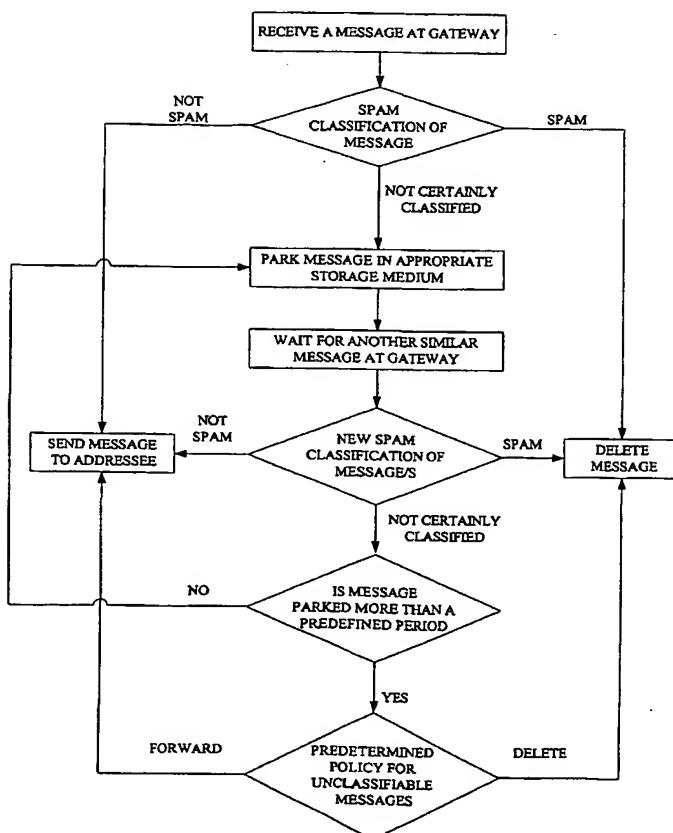 RECEIVE A MESSAGE AT GATEWAY
NOT
SPAM
SPAM
CLASSIFICATION OF
MESSAGE
SPAM
NOT CERTAINLY
CLASSIFIED
PARK MESSAGE IN APPROPRIATE
STORAGE MEDIUM
WAIT FOR ANOTHER SIMILAR
MESSAGE AT GATEWAY
SEND MESSAGE
TO ADDRESSEE
NOT
SPAM
NEW SPAM
CLASSIFICATION OF
MESSAGE/S
SPAM
DELETE
MESSAGE
NOT CERTAINLY
CLASSIFIED
NO
IS MESSAGE
PARKED MORE THAN A
PREDEFINED PERIOD
YES
FORWARD
PREDETERMINED
POLICY FOR
UNCLASSIFIABLE
MESSAGES
DELETE